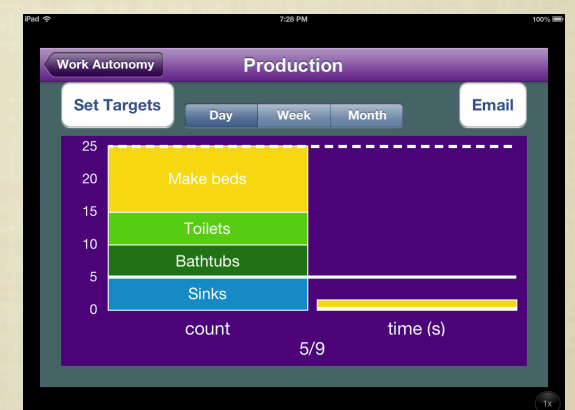 iPad 7:28 PM 100%
Work Autonomy Production
Set Targets Day Week Month Email
25
20 Make beds
15
Toilets
10
Bathtubs
5
Sinks
0
count time (s)
5/9
1x